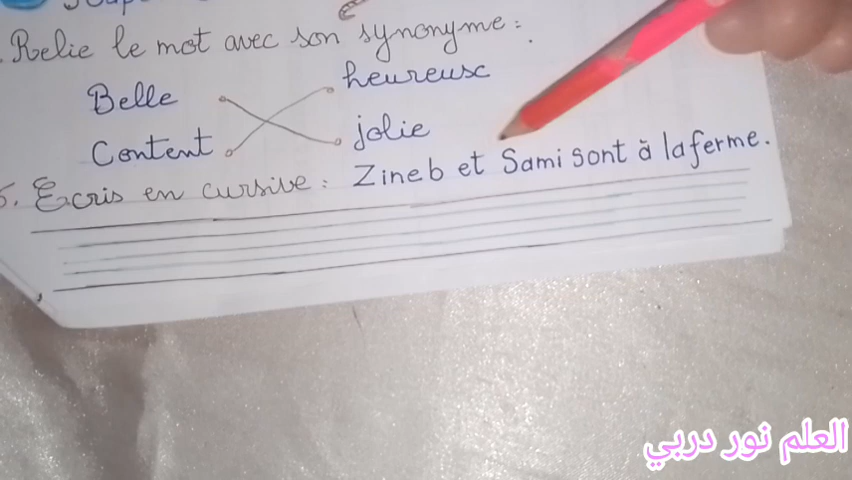 Relie le mot avec son synonyme :
Belle
heureuse
Content
jolie
5. Ecris en cursive : Zineb et Sami sont à la ferme.
العلم نور دربي